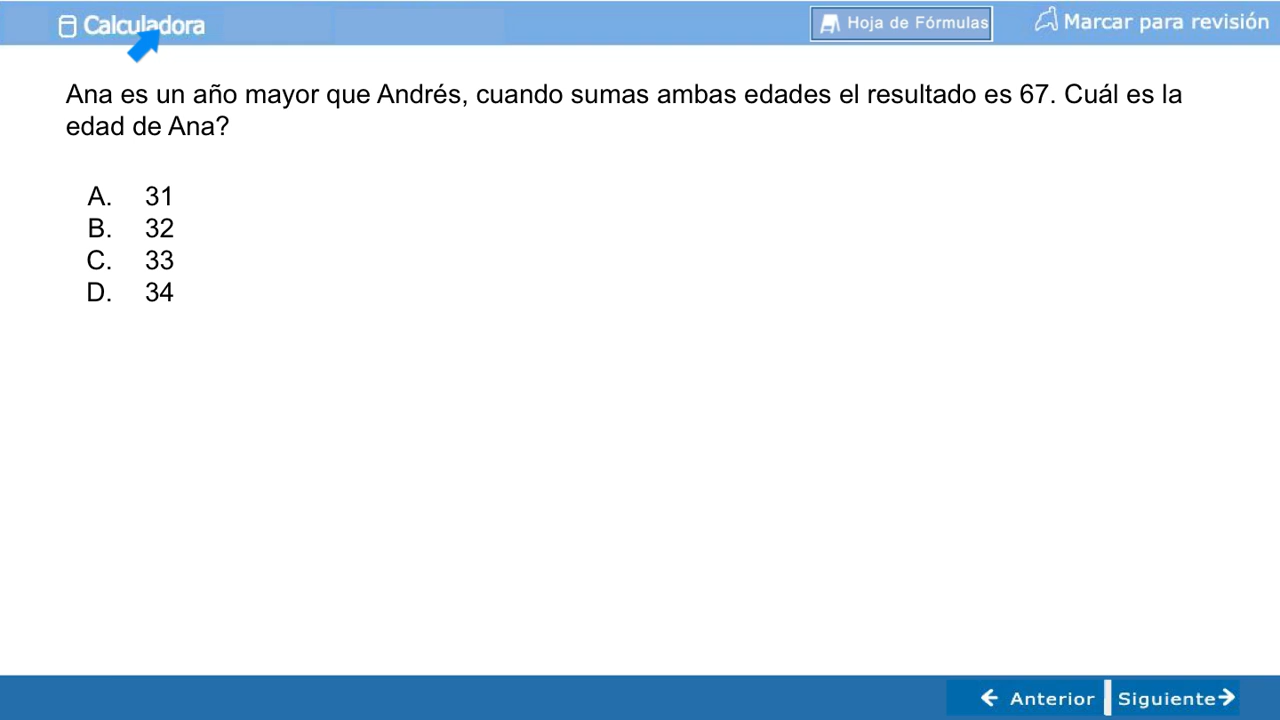 Calculadora
Hoja de Fórmulas
Marcar para revisión
Ana es un año mayor que Andrés, cuando sumas ambas edades el resultado es 67. Cuál es la
edad de Ana?
A. 31
B. 32
C. 33
D. 34
Anterior
Siguiente